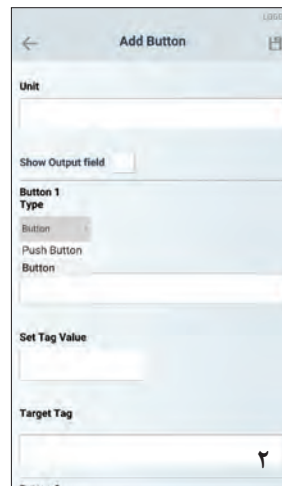 LOGO
Add Button
Unit
Show Output field
Button 1
Type
Button
Push Button
Button
Set Tag Value
Target Tag
۲